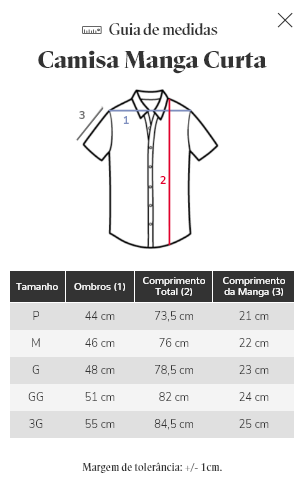 Guia de medidas
Camisa Manga Curta
3
1
2
Tamanho Ombros (1) Comprimento Total (2) Comprimento da Manga (3)
P 44 cm 73,5 cm 21 cm
M 46 cm 76 cm 22 cm
G 48 cm 78,5 cm 23 cm
GG 51 cm 82 cm 24 cm
3G 55 cm 84,5 cm 25 cm
Margem de tolerância: +/- 1cm.